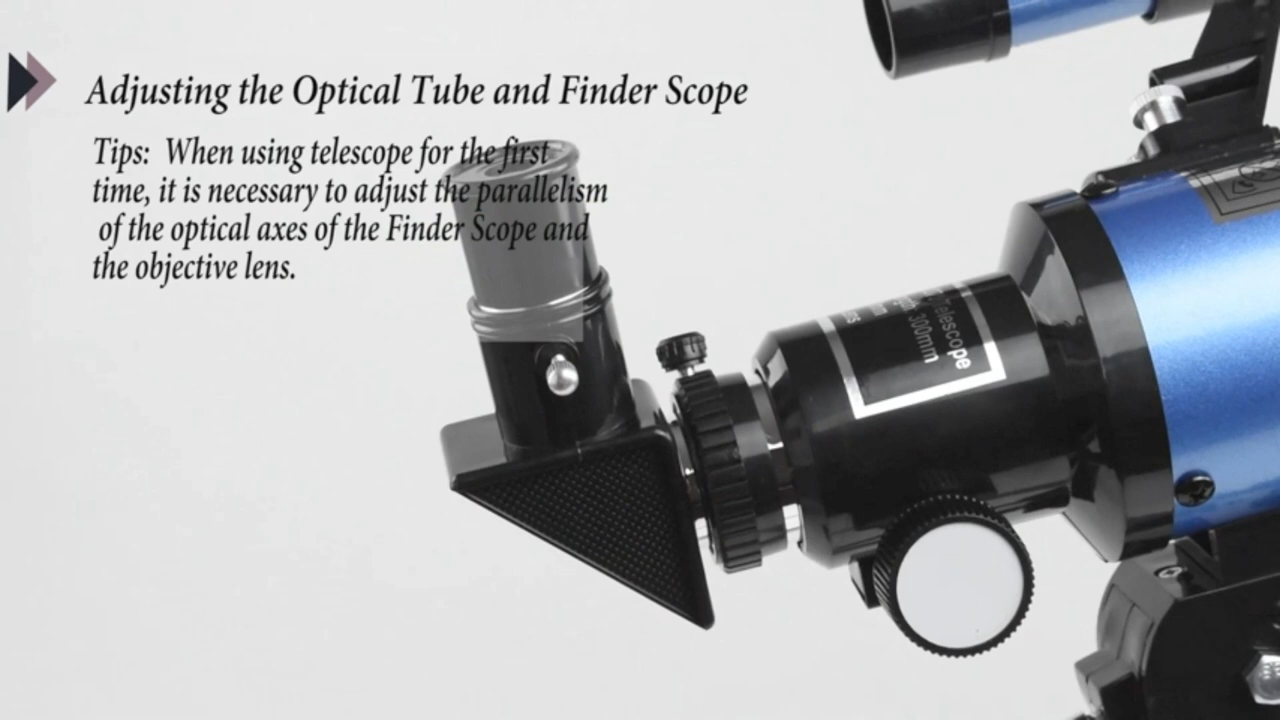 Adjusting the Optical Tube and Finder Scope
Tips: When using telescope for the first
time, it is necessary to adjust the parallelism
of the optical axes of the Finder Scope and
the objective lens.
Telescope
300mm